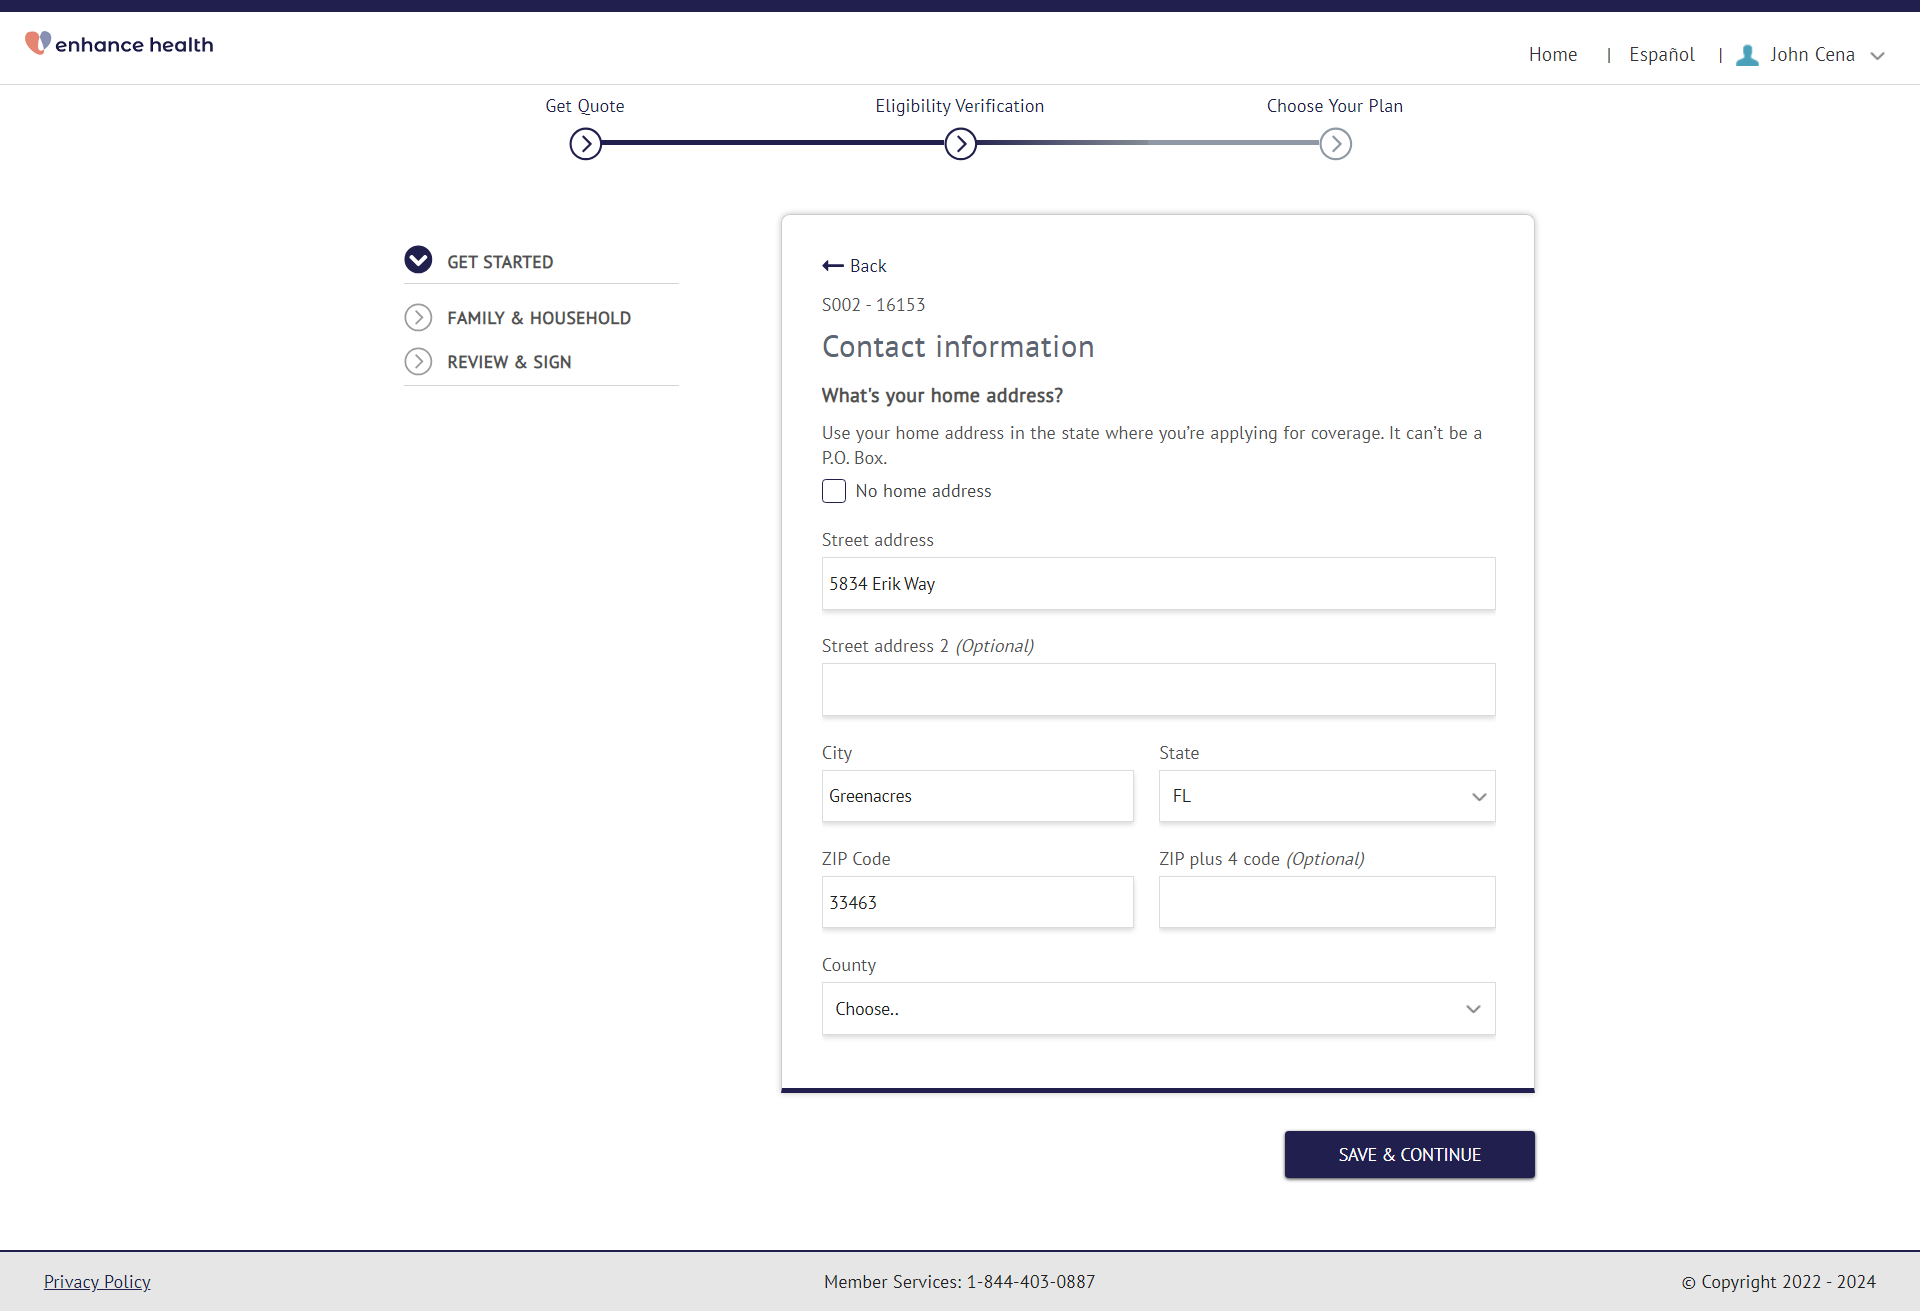 enhance health
Home | Español | John Cena
Get Quote
Eligibility Verification
Choose Your Plan
GET STARTED
FAMILY & HOUSEHOLD
REVIEW & SIGN
Back
S002 - 16153
Contact information
What's your home address?
Use your home address in the state where you’re applying for coverage. It can’t be a
P.O. Box.
No home address
Street address
5834 Erik Way
Street address 2 (Optional)
City
State
Greenacres
FL
ZIP Code
ZIP plus 4 code (Optional)
33463
County
Choose..
SAVE & CONTINUE
Privacy Policy
Member Services: 1-844-403-0887
© Copyright 2022 - 2024